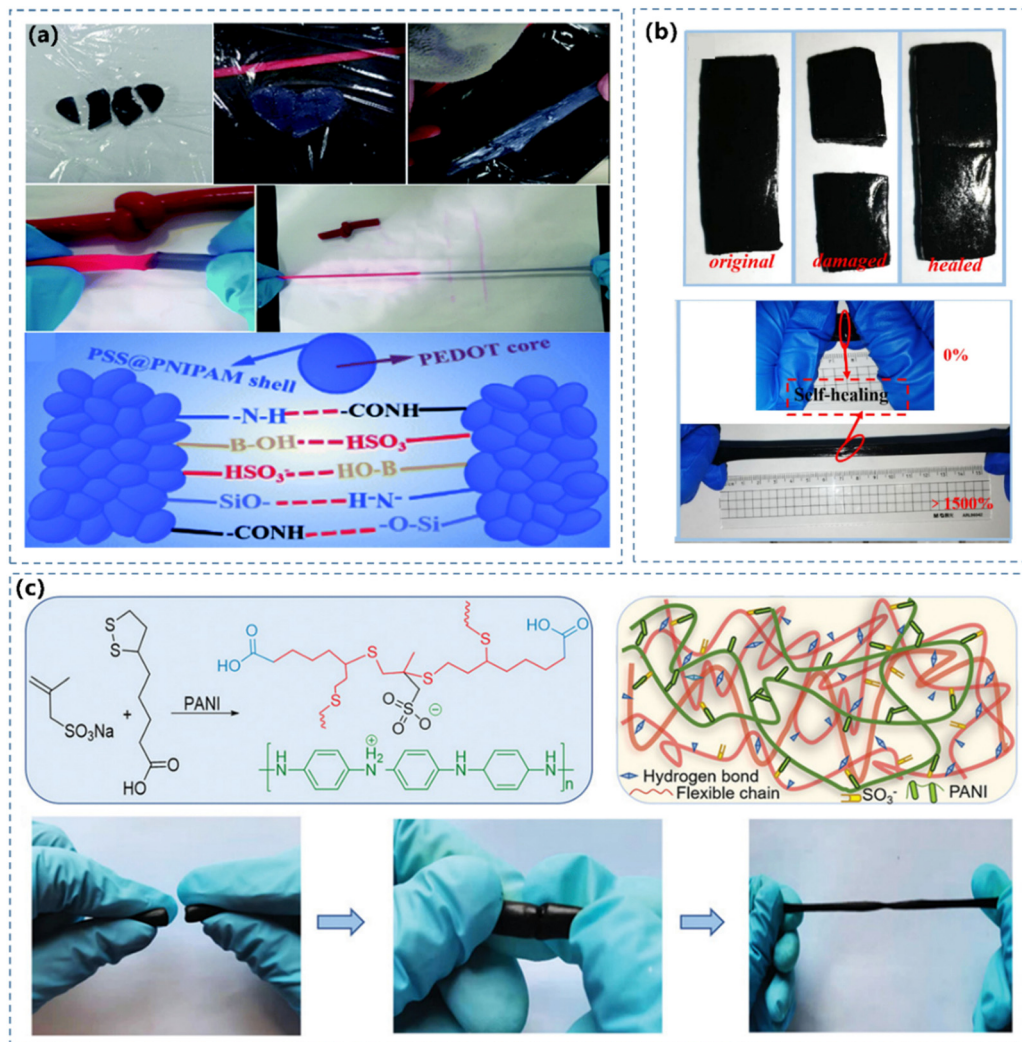 (a)
PSS@PNIPAM shell
PEDOT core
-N-H -CONH
B-OH HSO₃
HSO₃⁻ HO-B
SiO- H-N-
-CONH -O-Si
(b)
original damaged healed
0%
Self-healing
> 1500%
(c)
S
S
SO₃Na
+
PANI
O
HO
O
HO
S
S
S
S
HO
O
O
S
O
O
⊖
H
N
H₂
N
⊕
N
H
N
H
n
Hydrogen bond
Flexible chain
SO₃⁻ PANI